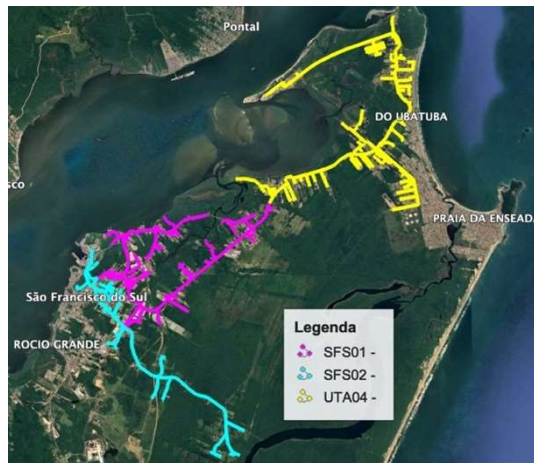 Pontal
DO UBATUBA
sco
PRAIA DA ENSEADA
São Francisco do Sul
ROCIO GRANDE
Legenda
SFS01 -
SFS02 -
UTA04 -